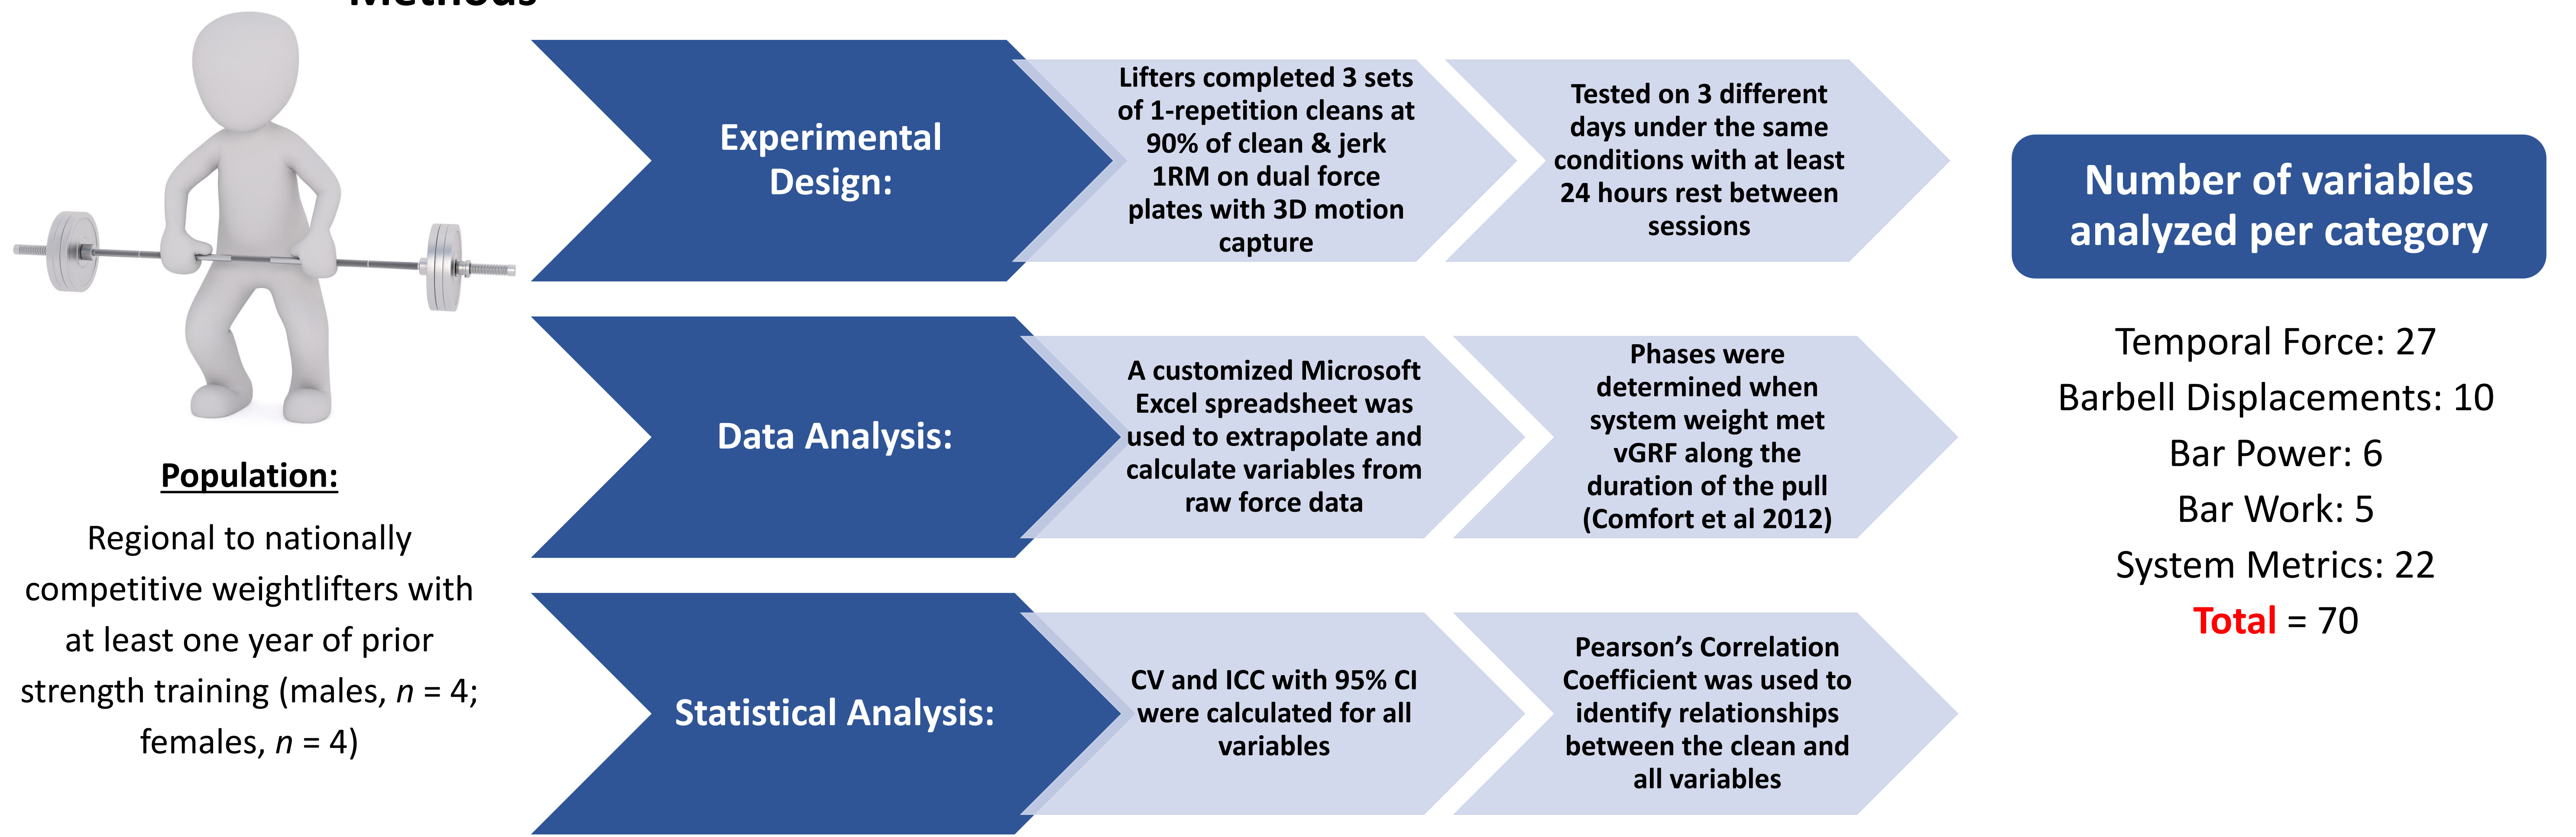 Methods
Population:
Regional to nationally
competitive weightlifters with
at least one year of prior
strength training (males, n = 4;
females, n = 4)
Experimental
Design:
Lifters completed 3 sets
of 1-repetition cleans at
90% of clean & jerk
1RM on dual force
plates with 3D motion
capture
Tested on 3 different
days under the same
conditions with at least
24 hours rest between
sessions
Data Analysis:
A customized Microsoft
Excel spreadsheet was
used to extrapolate and
calculate variables from
raw force data
Phases were
determined when
system weight met
vGRF along the
duration of the pull
(Comfort et al 2012)
Statistical Analysis:
CV and ICC with 95% CI
were calculated for all
variables
Pearson’s Correlation
Coefficient was used to
identify relationships
between the clean and
all variables
Number of variables
analyzed per category
Temporal Force: 27
Barbell Displacements: 10
Bar Power: 6
Bar Work: 5
System Metrics: 22
Total = 70